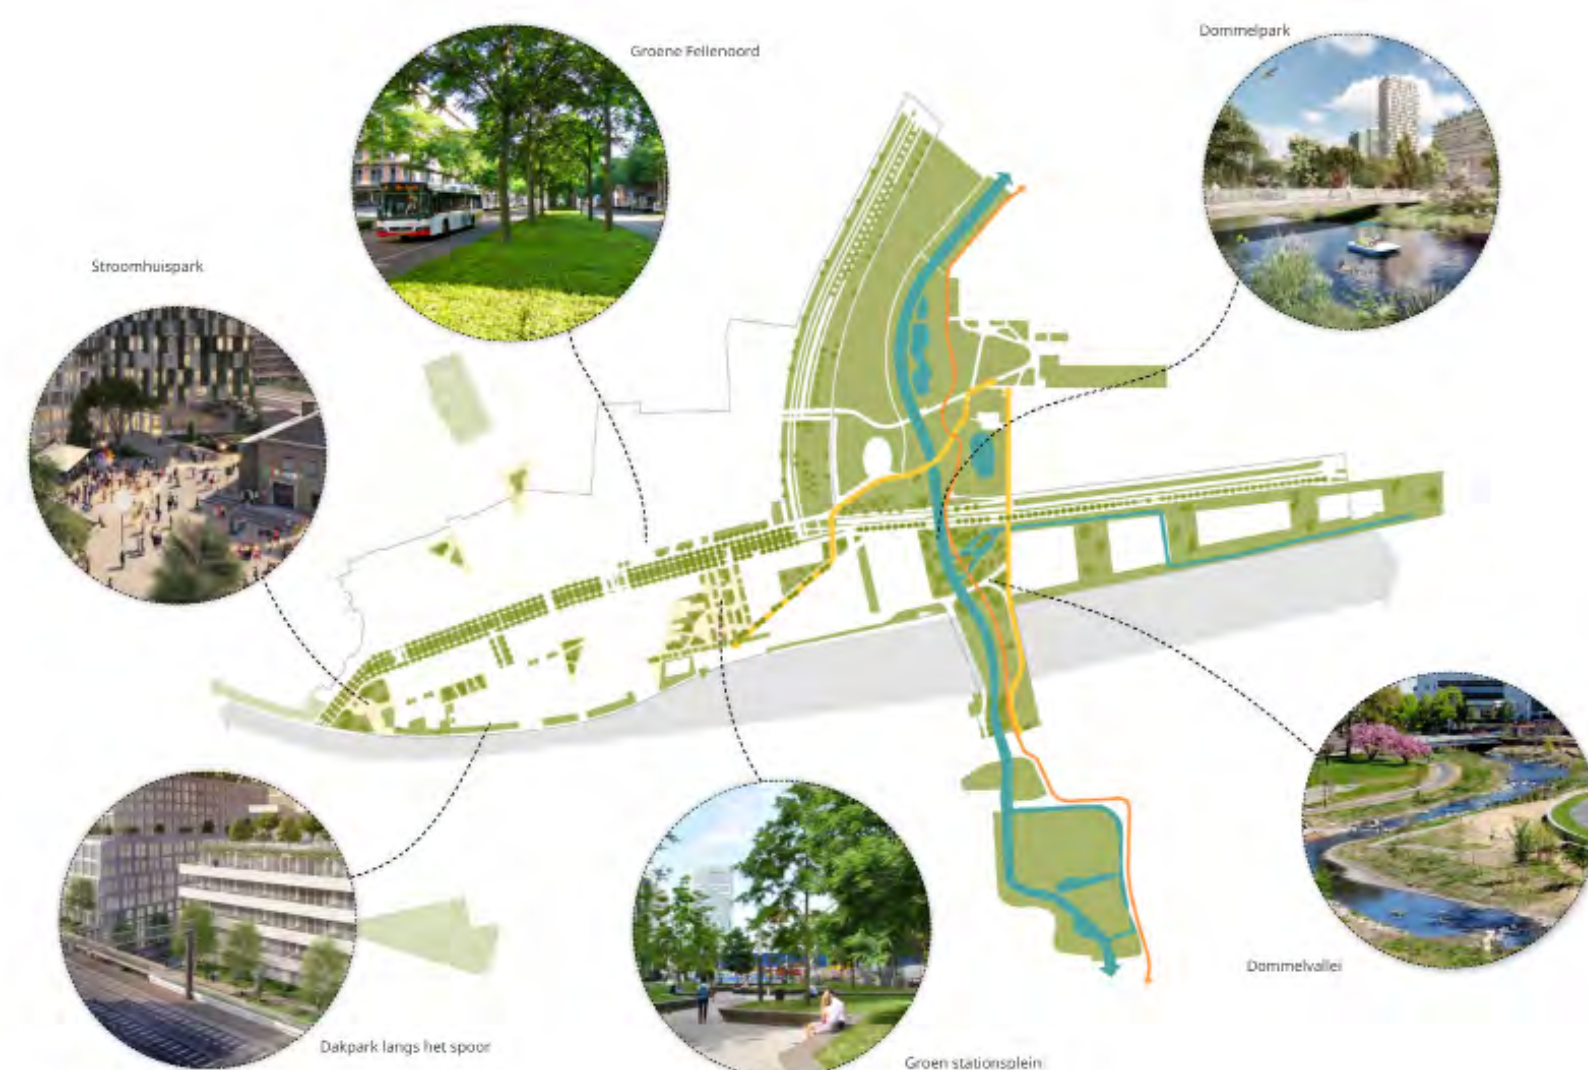 Dommelpark
Groene Fellenoord
Stroomhuispark
Dommelvallei
Dakpark langs het spoor
Groen stationsplein